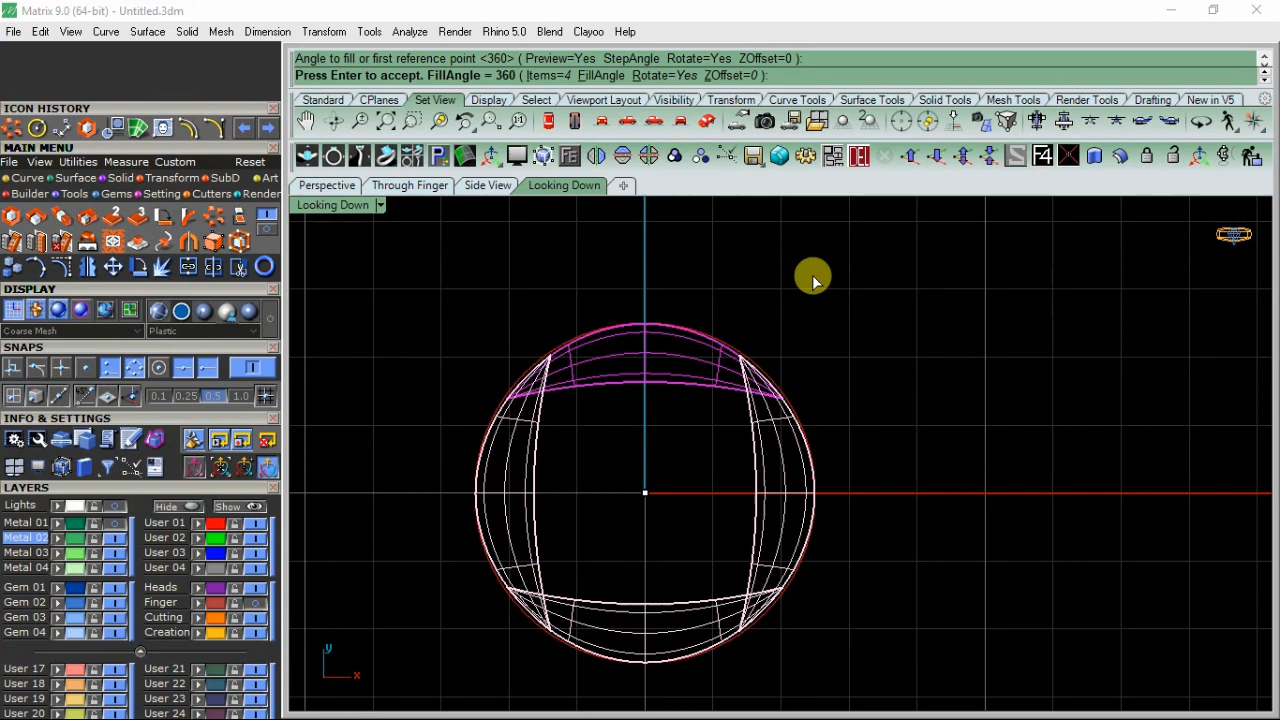 Matrix 9.0 (64-bit) - Untitled.3dm
File Edit View Curve Surface Solid Mesh Dimension Transform Tools Analyze Render Rhino 5.0 Blend Clayoo Help
Angle to fill or first reference point <360> ( Preview=Yes StepAngle Rotate=Yes ZOffset=0 ):
Press Enter to accept. FillAngle = 360 ( Items=4 FillAngle Rotate=Yes ZOffset=0 ):
Standard CPlanes Set View Display Select Viewport Layout Visibility Transform Curve Tools Surface Tools Solid Tools Mesh Tools Render Tools Drafting New in V5
ICON HISTORY
MAIN MENU
File View Utilities Measure Custom Reset
Curve Surface Solid Transform SubD Art
Builder Tools Gems Setting Cutters Render
Perspective Through Finger Side View Looking Down
Looking Down
DISPLAY
Coarse Mesh Plastic
SNAPS
0.1 0.25 0.5 1.0
INFO & SETTINGS
LAYERS
Lights Hide Show
Metal 01 User 01
Metal 02 User 02
Metal 03 User 03
Metal 04 User 04
Gem 01 Heads
Gem 02 Finger
Gem 03 Cutting
Gem 04 Creation
User 17 User 21
User 18 User 22
User 19 User 23
User 20 User 24
F4
y
x